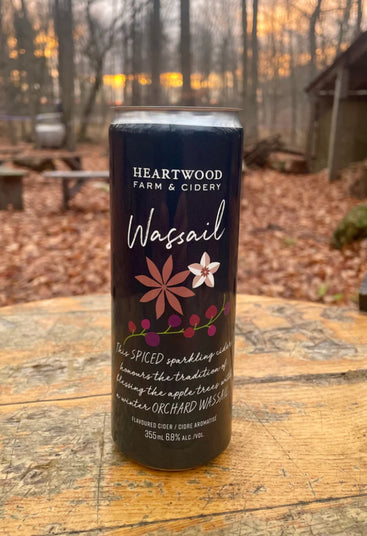 HEARTWOOD
FARM & CIDERY
Wassail
This SPICED sparkling cider
honours the tradition of
blessing the apple trees with
a winter ORCHARD WASSAIL
FLAVOURED CIDER / CIDRE AROMATISÉ
355mL 6.8% ALC./VOL.